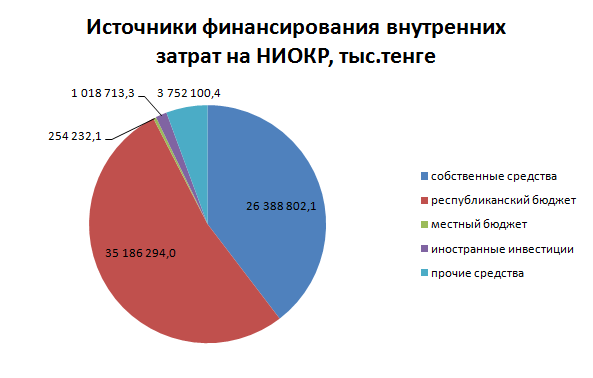 Источники финансирования внутренних
затрат на НИОКР, тыс.тенге
1 018 713,3
3 752 100,4
254 232,1
26 388 802,1
35 186 294,0
собственные средства
республиканский бюджет
местный бюджет
иностранные инвестиции
прочие средства